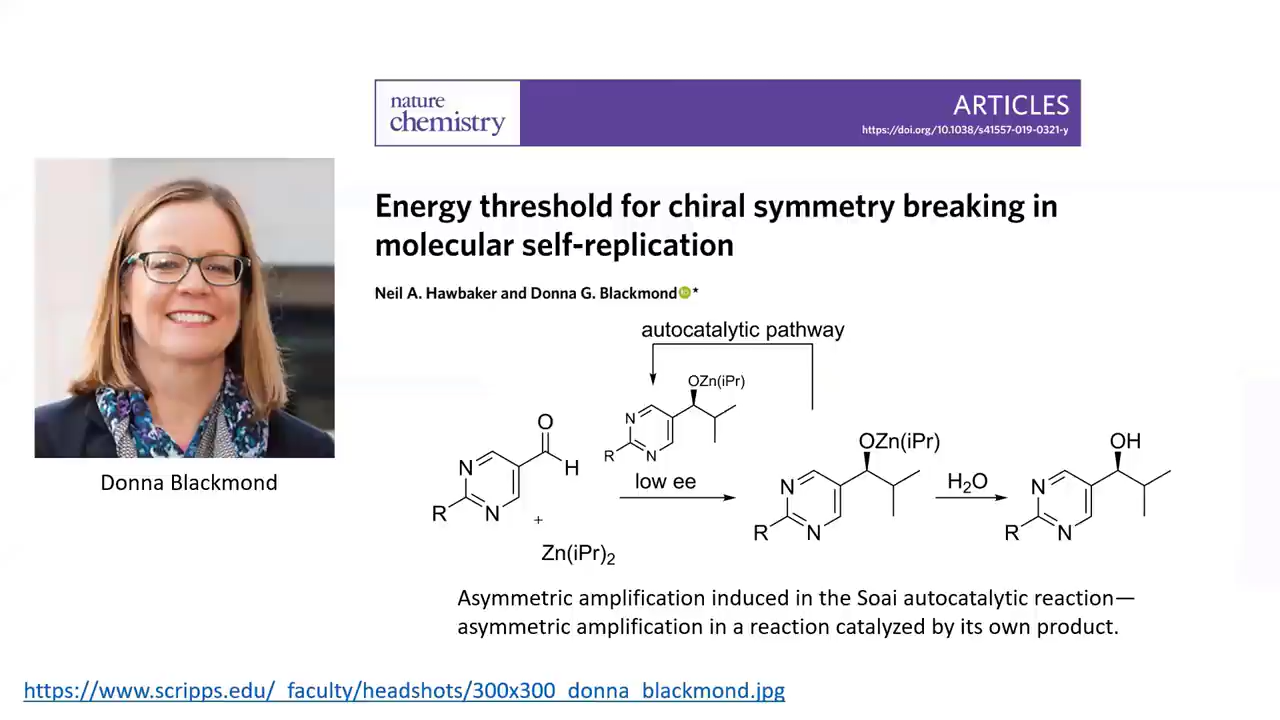 nature
chemistry
ARTICLES
https://doi.org/10.1038/s41557-019-0321-y
Energy threshold for chiral symmetry breaking in
molecular self-replication
Neil A. Hawbaker and Donna G. Blackmond iD *
Donna Blackmond
autocatalytic pathway
OZn(iPr)
N
N
R
O
H
N
N
R
+
Zn(iPr)2
low ee
OZn(iPr)
N
N
R
H2O
OH
N
N
R
Asymmetric amplification induced in the Soai autocatalytic reaction—
asymmetric amplification in a reaction catalyzed by its own product.
https://www.scripps.edu/_faculty/headshots/300x300_donna_blackmond.jpg